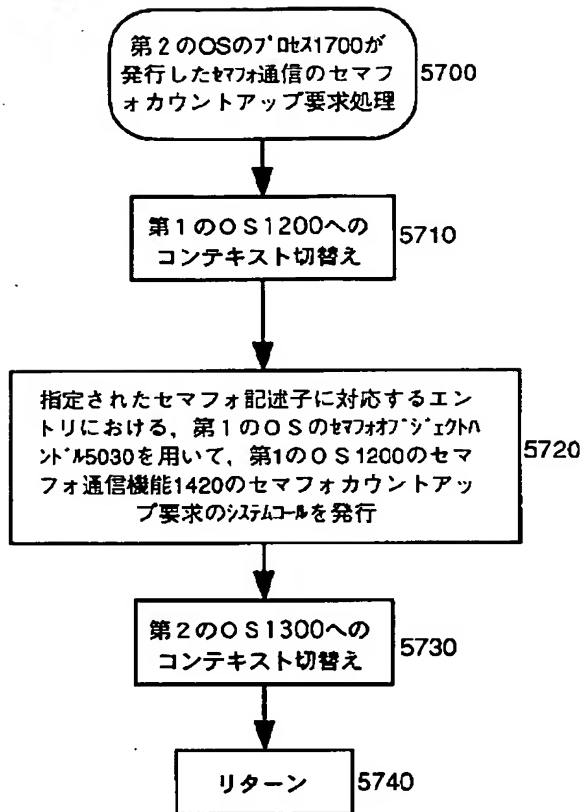 第2のOSのﾌﾟﾛｾｽ1700が
発行したｾﾏﾌｫ通信のセマフ
ォカウントアップ要求処理
5700
第1のOS1200への
コンテキスト切替え
5710
指定されたセマフォ記述子に対応するエン
トリにおける，第1のOSのｾﾏﾌｫｵﾌﾞｼﾞｪｸﾄﾊ
ﾝﾄﾞﾙ5030を用いて，第1のOS1200のセマ
フォ通信機能1420のセマフォカウントアッ
プ要求のｼｽﾃﾑｺｰﾙを発行
5720
第2のOS1300への
コンテキスト切替え
5730
リターン
5740